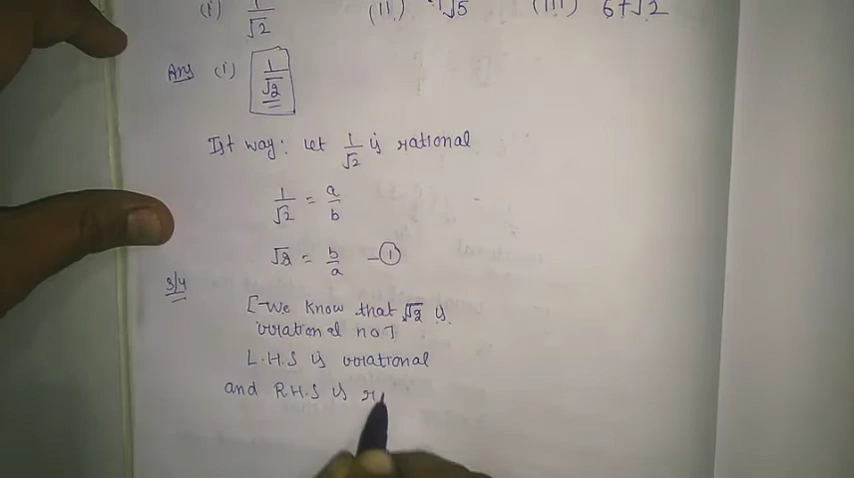 (i) 1/√2 (ii) √5 (iii) 6+√2
Ans (i) 1/√2
Ist way: Let 1/√2 is rational
1/√2 = a/b
√2 = b/a -①
[-We know that √2 is
irrational no]
L.H.S is irrational
and R.H.S is r